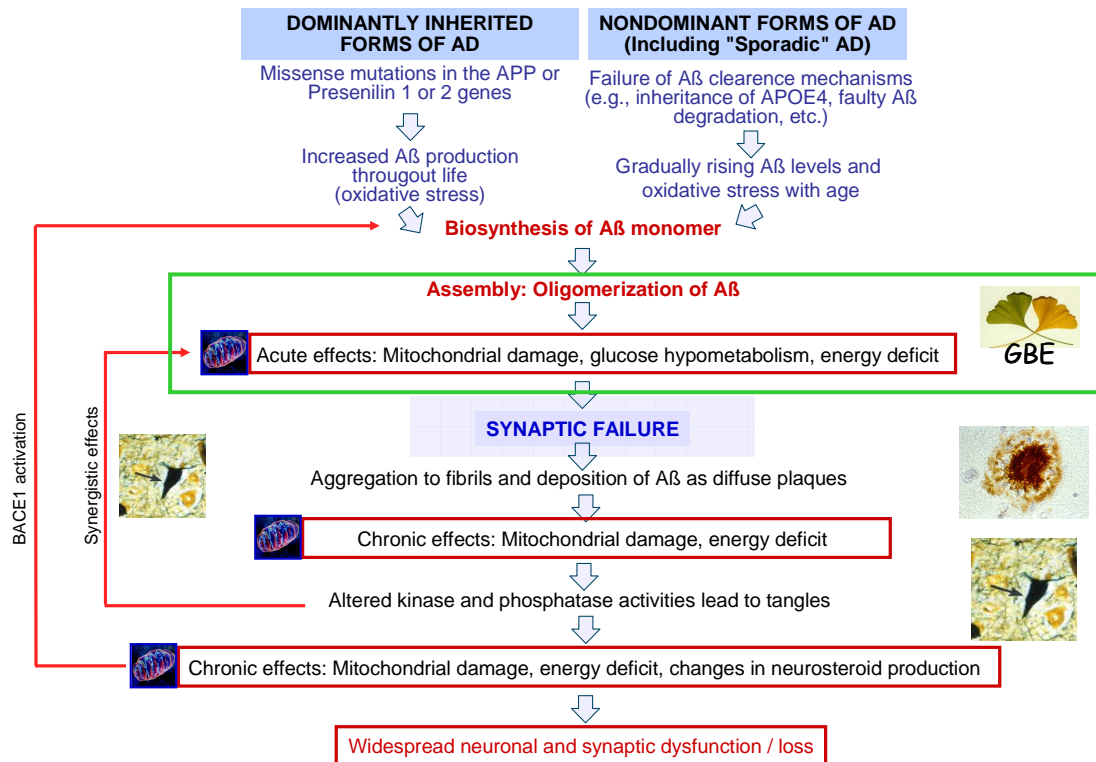 DOMINANTLY INHERITED
FORMS OF AD
Missense mutations in the APP or
Presenilin 1 or 2 genes
Increased Aß production
througout life
(oxidative stress)
NONDOMINANT FORMS OF AD
(Including "Sporadic" AD)
Failure of Aß clearence mechanisms
(e.g., inheritance of APOE4, faulty Aß
degradation, etc.)
Gradually rising Aß levels and
oxidative stress with age
Biosynthesis of Aß monomer
Assembly: Oligomerization of Aß
GBE
Acute effects: Mitochondrial damage, glucose hypometabolism, energy deficit
SYNAPTIC FAILURE
Aggregation to fibrils and deposition of Aß as diffuse plaques
Chronic effects: Mitochondrial damage, energy deficit
Altered kinase and phosphatase activities lead to tangles
Chronic effects: Mitochondrial damage, energy deficit, changes in neurosteroid production
Widespread neuronal and synaptic dysfunction / loss
BACE1 activation
Synergistic effects